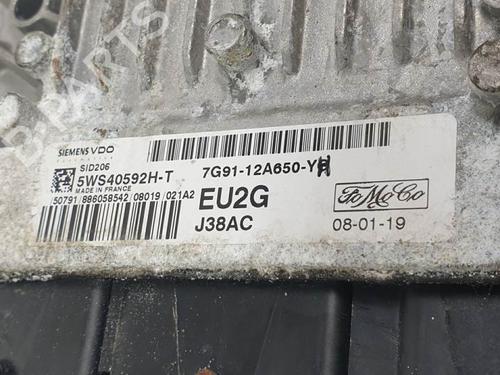 SIEMENS VDO
AUTOMOTIVE
SID206
5WS40592H-T
MADE IN FRANCE
50791/886058542/08019/021A2
7G91-12A650-YH
EU2G
J38AC
FoMoCo
08-01-19